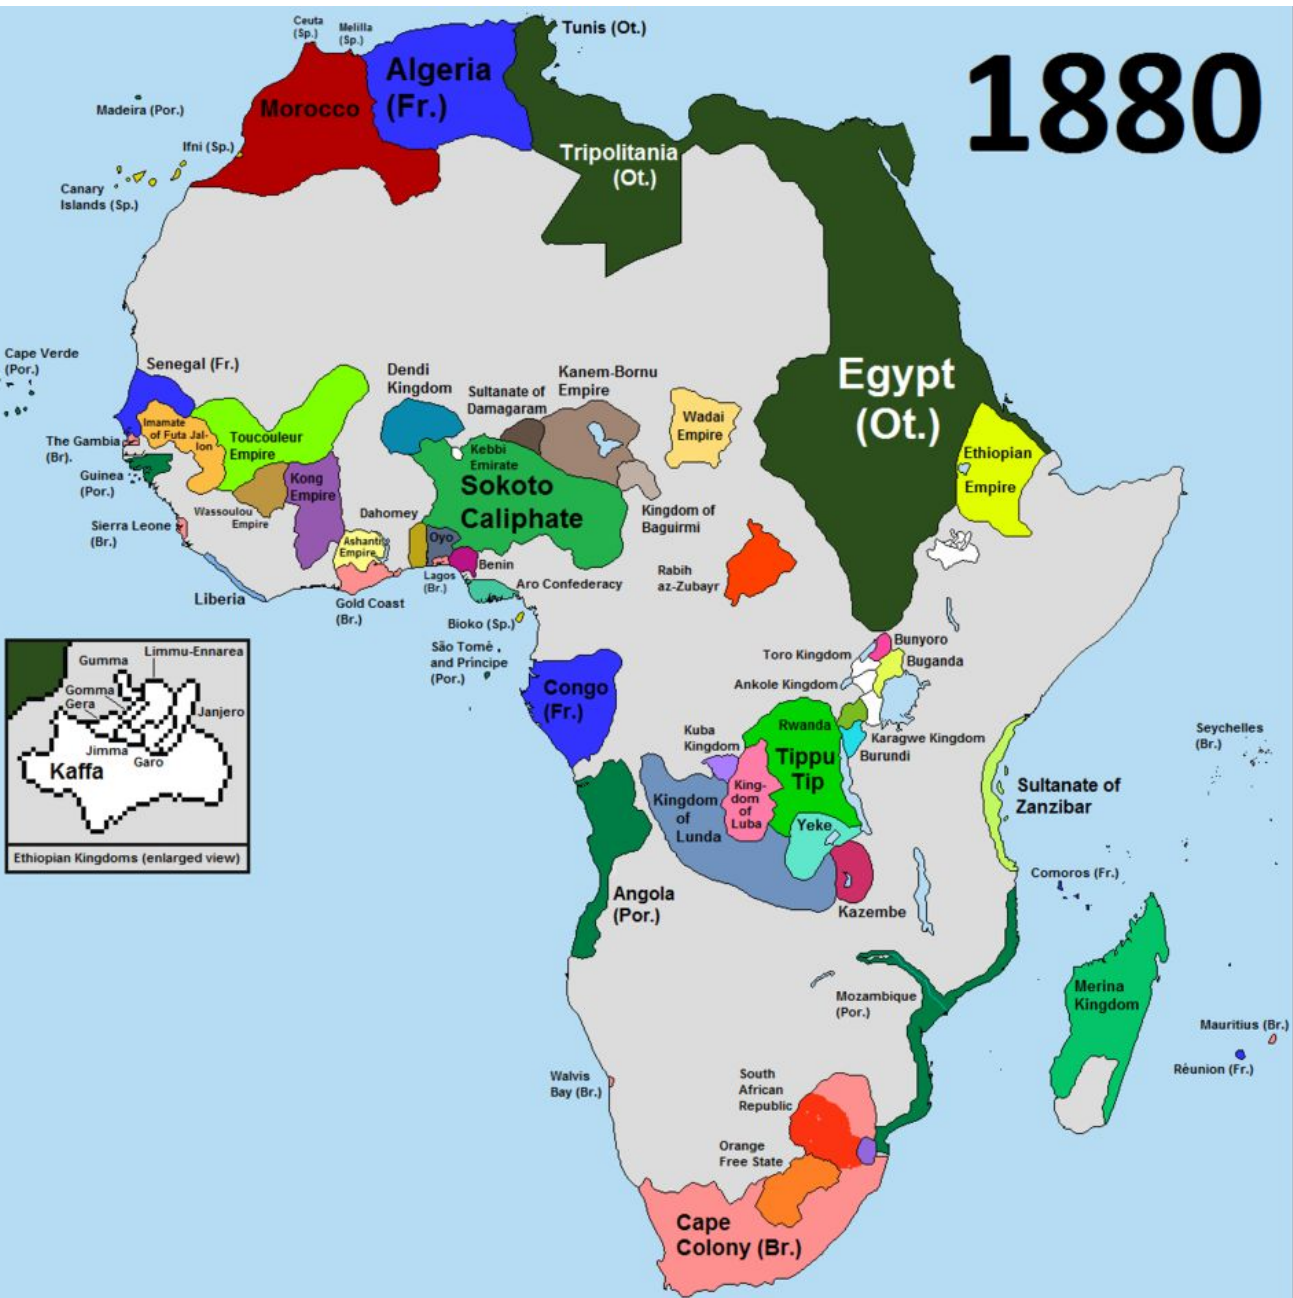 Ceuta
(Sp.)
Melilla
(Sp.)
Tunis (Ot.)
1880
Algeria
(Fr.)
Morocco
Madeira (Por.)
Ifni (Sp.)
Tripolitania
(Ot.)
Canary
Islands (Sp.)
Cape Verde
(Por.)
Senegal (Fr.)
Dendi
Kingdom
Sultanate of
Damagaram
Kanem-Bornu
Empire
Egypt
(Ot.)
Imamate
of Futa Jal-
lon
Toucouleur
Empire
Wadai
Empire
Ethiopian
Empire
The Gambia
(Br).
Kebbi
Emirate
Guinea
(Por.)
Kong
Empire
Sokoto
Caliphate
Wassoulou
Empire
Dahomey
Kingdom of
Baguirmi
Sierra Leone
(Br.)
Ashanti
Empire
Oyo
Benin
Rabih
az-Zubayr
Lagos
(Br.)
Aro Confederacy
Liberia
Gold Coast
(Br.)
Bioko (Sp.)
São Tomé ,
and Príncipe
(Por.)
Bunyoro
Toro Kingdom
Buganda
Ankole Kingdom
Limmu-Ennarea
Gumma
Gomma
Gera
Janjero
Jimma
Garo
Kaffa
Ethiopian Kingdoms (enlarged view)
Congo
(Fr.)
Kuba
Kingdom
Rwanda
Karagwe Kingdom
Burundi
Tippu
Tip
Seychelles
(Br.)
Sultanate of
Zanzibar
Kingdom
of
Lunda
King-
dom
of
Luba
Yeke
Comoros (Fr.)
Angola
(Por.)
Kazembe
Merina
Kingdom
Mozambique
(Por.)
Mauritius (Br.)
Réunion (Fr.)
Walvis
Bay (Br.)
South
African
Republic
Orange
Free State
Cape
Colony (Br.)